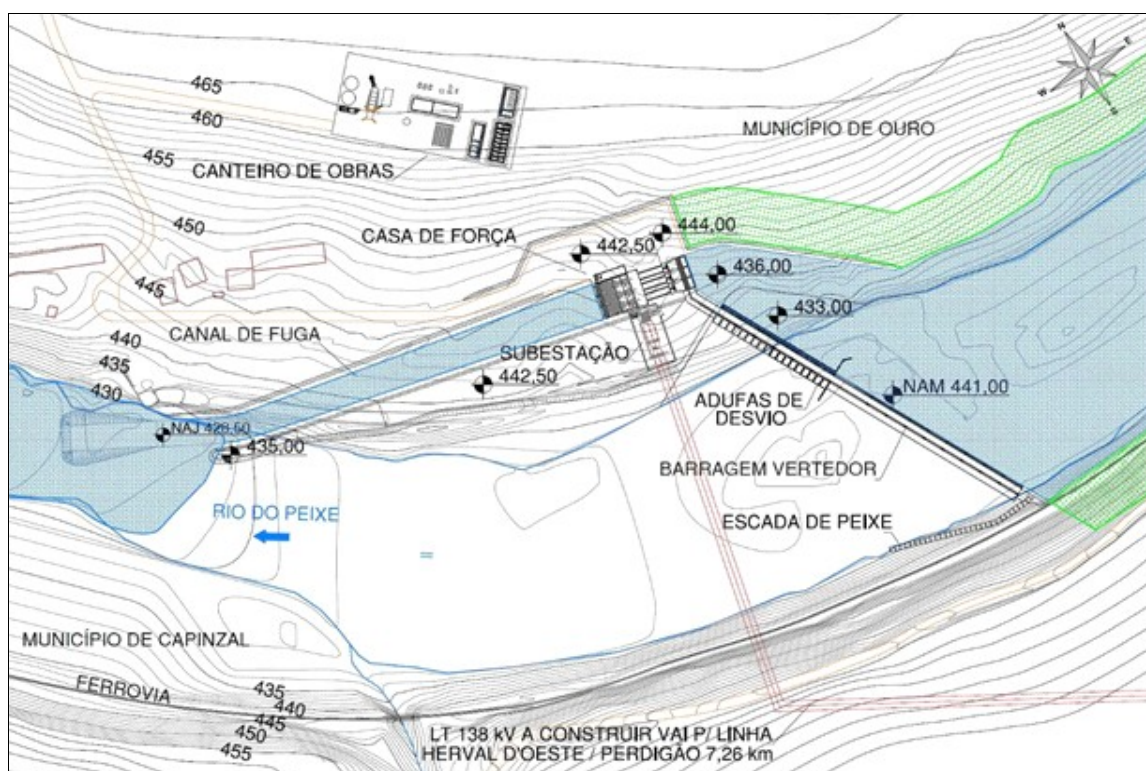 N
E
W
S
465
460
455
450
445
440
435
430
CANTEIRO DE OBRAS
MUNICÍPIO DE OURO
CASA DE FORÇA
444,00
442,50
436,00
433,00
CANAL DE FUGA
SUBESTAÇÃO
442,50
NAM 441,00
ADUFAS DE
DESVIO
435,00
BARRAGEM VERTEDOR
RIO DO PEIXE
ESCADA DE PEIXE
MUNICÍPIO DE CAPINZAL
FERROVIA
435
440
445
450
455
LT 138 kV A CONSTRUIR VAI P/ LINHA
HERVAL D'OESTE / PERDIGÃO 7,26 km